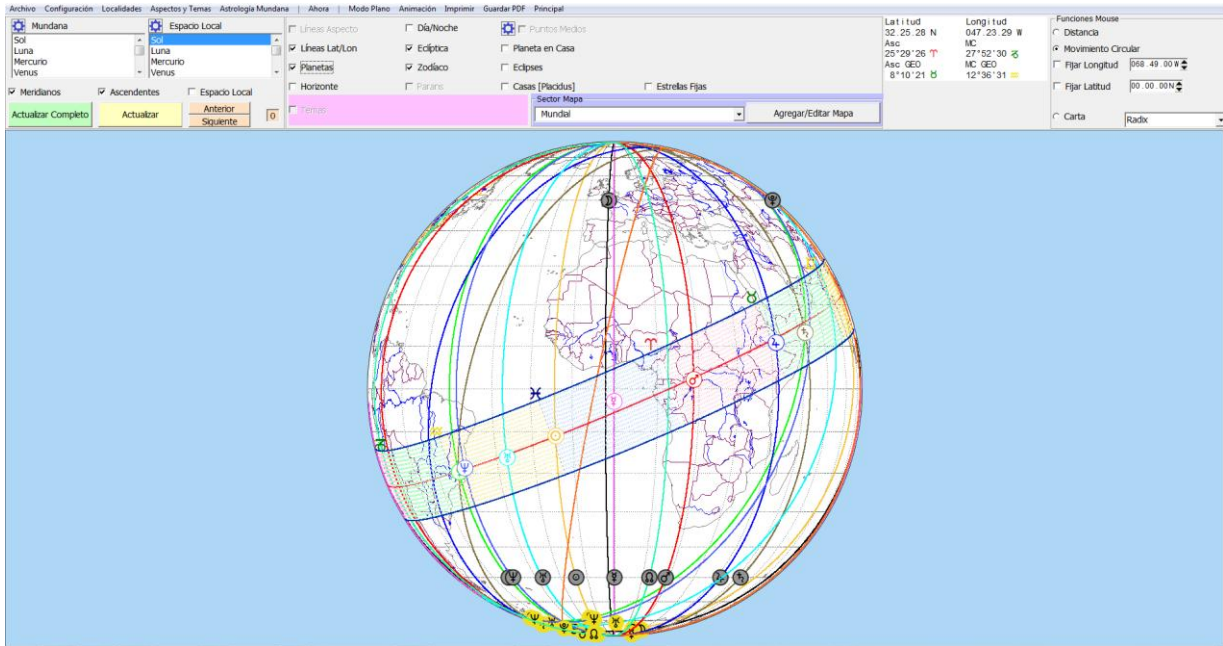 Archivo Configuración Localidades Aspectos y Temas Astrología Mundana | Ahora | Modo Plano Animación Imprimir Guardar PDF Principal
Mundana
Sol
Luna
Mercurio
Venus
Espacio Local
Sol
Luna
Mercurio
Venus
Meridianos
Ascendentes
Espacio Local
Actualizar Completo
Actualizar
Anterior
Siguiente
0
Líneas Aspecto
Día/Noche
Puntos Medios
Líneas Lat/Lon
Eclíptica
Planeta en Casa
Planetas
Zodíaco
Eclipses
Horizonte
Parans
Casas [Placidus]
Estrellas Fijas
Temas
Sector Mapa
Mundial
Agregar/Editar Mapa
Latitud Longitud
32.25.28 N 047.23.29 W
Asc MC
25°29'26 ♈ 27°52'30 ♑
Asc GEO MC GEO
8°10'21 ♉ 12°36'31 ♒
Funciones Mouse
Distancia
Movimiento Circular
Fijar Longitud 068.49.00 W
Fijar Latitud 00.00.00N
Carta Radix